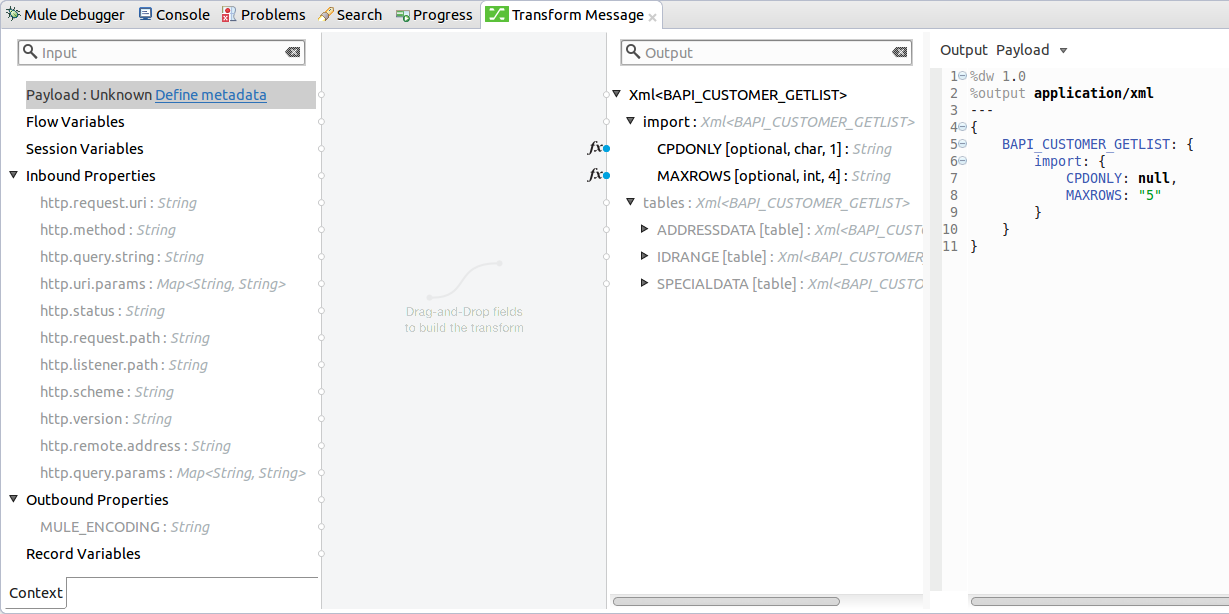 Mule Debugger Console Problems Search Progress Transform Message
Input
Payload : Unknown Define metadata
Flow Variables
Session Variables
Inbound Properties
http.request.uri : String
http.method : String
http.query.string : String
http.uri.params : Map<String, String>
http.status : String
http.request.path : String
http.listener.path : String
http.scheme : String
http.version : String
http.remote.address : String
http.query.params : Map<String, String>
Outbound Properties
MULE_ENCODING : String
Record Variables
Context
Drag-and-Drop fields
to build the transform
fx
fx
Output
Xml<BAPI_CUSTOMER_GETLIST>
import : Xml<BAPI_CUSTOMER_GETLIST>
CPDONLY [optional, char, 1] : String
MAXROWS [optional, int, 4] : String
tables : Xml<BAPI_CUSTOMER_GETLIST>
ADDRESSDATA [table] : Xml<BAPI_CUST
IDRANGE [table] : Xml<BAPI_CUSTOMER
SPECIALDATA [table] : Xml<BAPI_CUSTO
Output Payload
1 %dw 1.0
2 %output application/xml
3 ---
4 {
5 BAPI_CUSTOMER_GETLIST: {
6 import: {
7 CPDONLY: null,
8 MAXROWS: "5"
9 }
10 }
11 }